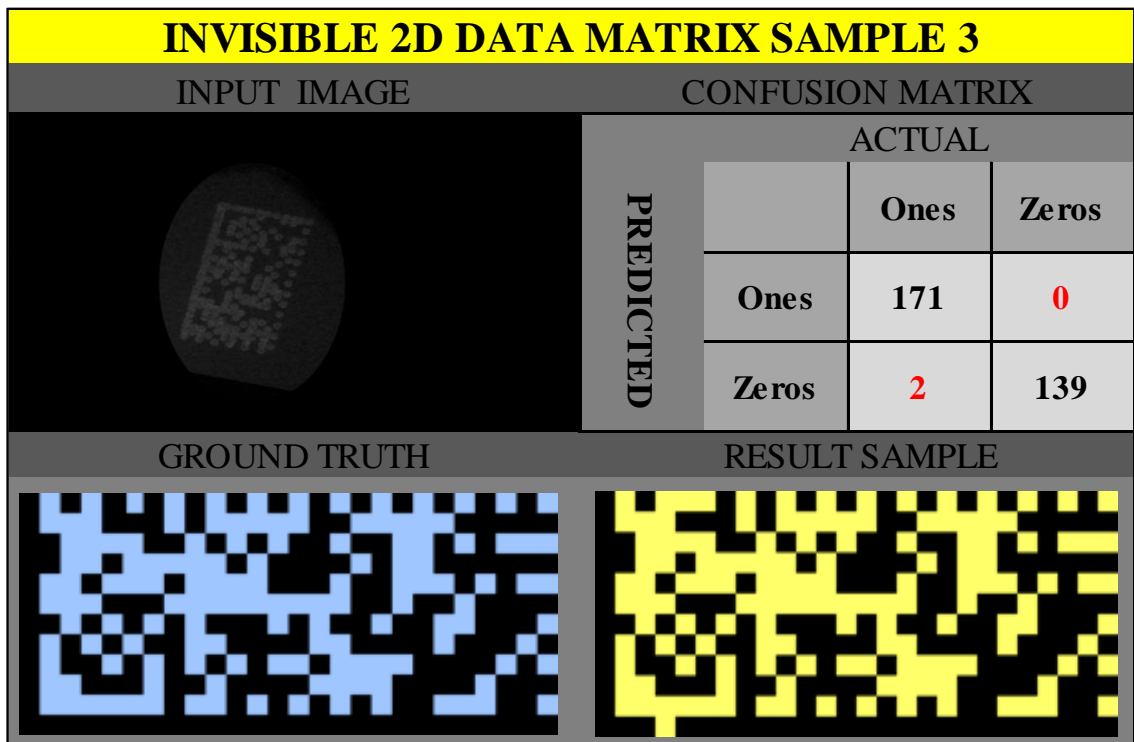 INVISIBLE 2D DATA MATRIX SAMPLE 3
INPUT IMAGE
CONFUSION MATRIX
ACTUAL
PREDICTED
Ones Zeros
Ones 171 0
Zeros 2 139
GROUND TRUTH
RESULT SAMPLE